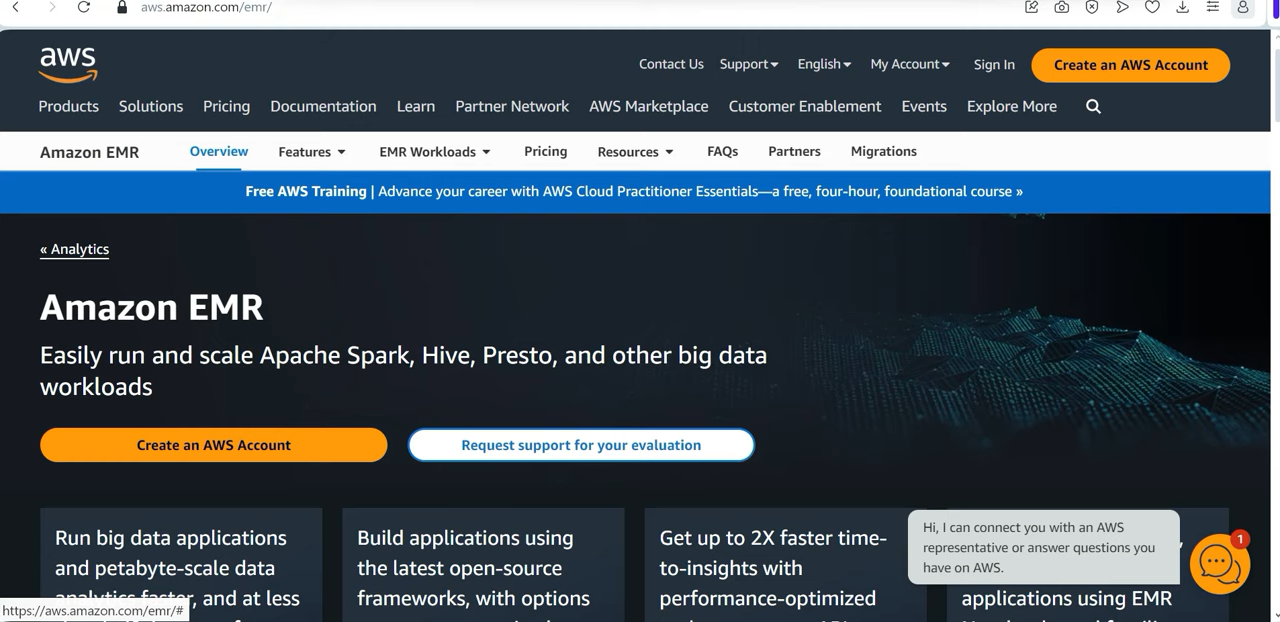 aws.amazon.com/emr/
aws
Contact Us Support English My Account Sign In Create an AWS Account
Products Solutions Pricing Documentation Learn Partner Network AWS Marketplace Customer Enablement Events Explore More
Amazon EMR Overview Features EMR Workloads Pricing Resources FAQs Partners Migrations
Free AWS Training | Advance your career with AWS Cloud Practitioner Essentials—a free, four-hour, foundational course »
« Analytics
Amazon EMR
Easily run and scale Apache Spark, Hive, Presto, and other big data
workloads
Create an AWS Account Request support for your evaluation
Run big data applications
and petabyte-scale data
analytics faster, and at less
Build applications using
the latest open-source
frameworks, with options
Get up to 2X faster time-
to-insights with
performance-optimized
applications using EMR
Hi, I can connect you with an AWS
representative or answer questions you
have on AWS.
1
https://aws.amazon.com/emr/#